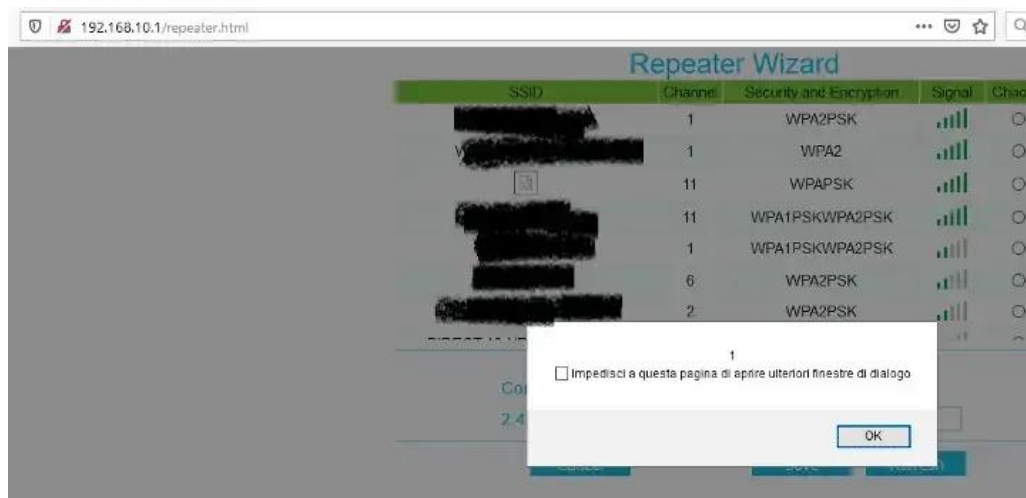 192.168.10.1/repeater.html
Repeater Wizard
SSID Channel Security and Encryption Signal
1 WPA2PSK
1 WPA2
11 WPAPSK
11 WPA1PSKWPA2PSK
1 WPA1PSKWPA2PSK
6 WPA2PSK
2 WPA2PSK
1
Impedisci a questa pagina di aprire ulteriori finestre di dialogo
2.4
OK